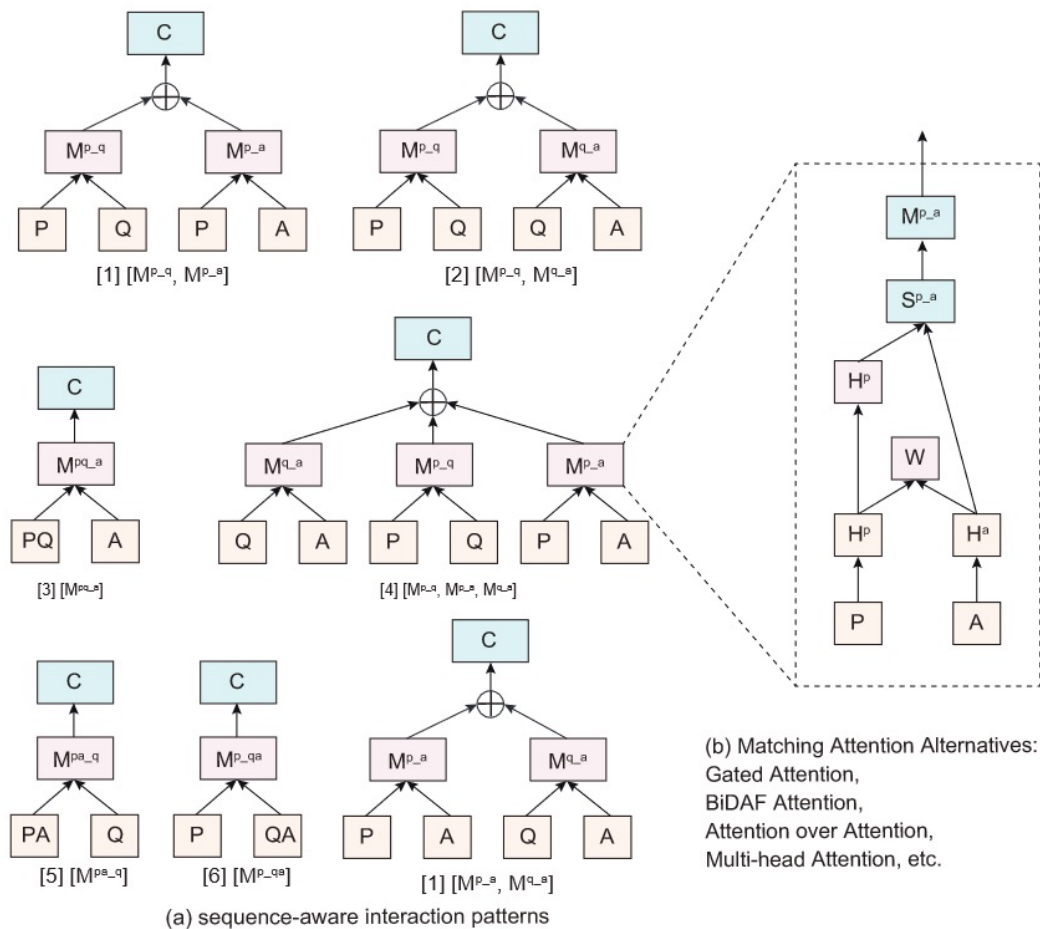 C
C
M^p_q
M^p_a
M^p_q
M^q_a
P
Q
P
A
P
Q
Q
A
[1] [M^p_q, M^p_a]
[2] [M^p_q, M^q_a]
C
C
M^pq_a
M^q_a
M^p_q
M^p_a
PQ
A
Q
A
P
Q
P
A
[3] [M^pq_a]
[4] [M^p_q, M^p_a, M^q_a]
C
C
C
M^pa_q
M^p_qa
M^p_a
M^q_a
PA
Q
P
QA
P
A
Q
A
[5] [M^pa_q]
[6] [M^p_qa]
[1] [M^p_a, M^q_a]
(a) sequence-aware interaction patterns
M^p_a
S^p_a
H^p
W
H^p
H^a
P
A
(b) Matching Attention Alternatives:
Gated Attention,
BiDAF Attention,
Attention over Attention,
Multi-head Attention, etc.